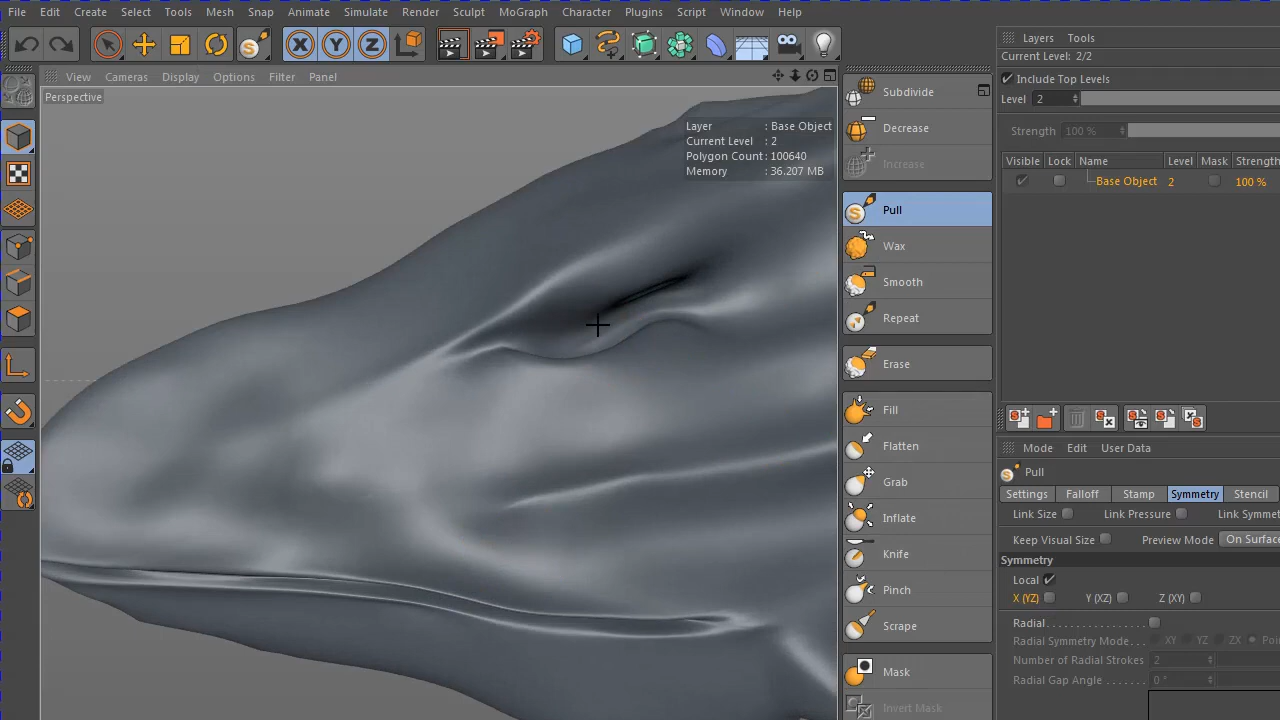 File Edit Create Select Tools Mesh Snap Animate Simulate Render Sculpt MoGraph Character Plugins Script Window Help
View Cameras Display Options Filter Panel
Perspective
Layer : Base Object
Current Level : 2
Polygon Count : 100640
Memory : 36.207 MB
Subdivide
Decrease
Increase
Pull
Wax
Smooth
Repeat
Erase
Fill
Flatten
Grab
Inflate
Knife
Pinch
Scrape
Mask
Invert Mask
Layers Tools
Current Level: 2/2
Include Top Levels
Level 2
Strength 100 %
Visible Lock Name Level Mask Strength
Base Object 2 100 %
Mode Edit User Data
Pull
Settings Falloff Stamp Symmetry Stencil
Link Size Link Pressure Link Symmet
Keep Visual Size Preview Mode On Surface
Symmetry
Local
X (YZ) Y (XZ) Z (XY)
Radial
Radial Symmetry Mode XY YZ ZX Poi
Number of Radial Strokes 2
Radial Gap Angle 0 °